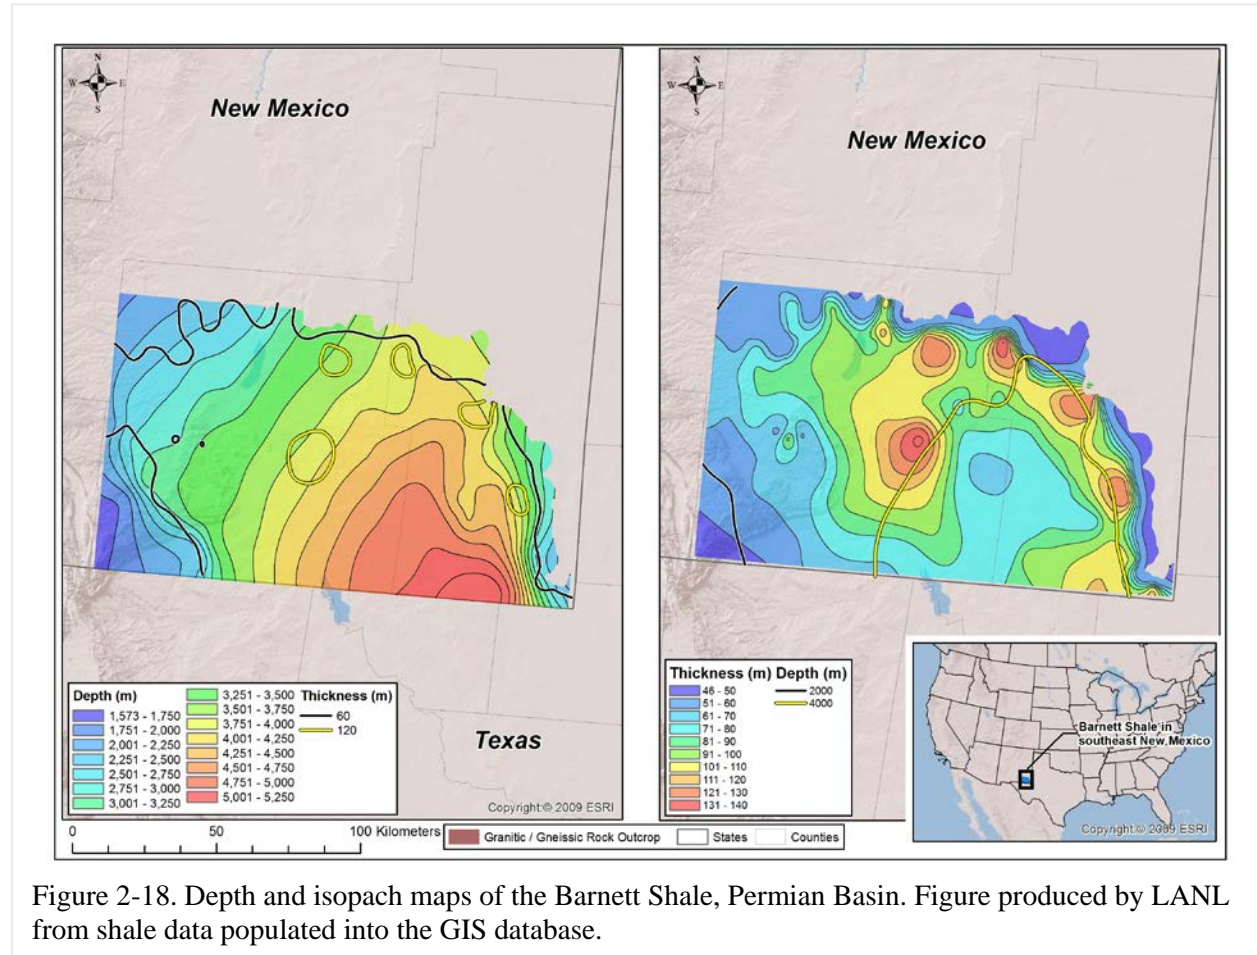 N
W E
S
New Mexico
Texas
Depth (m)
1,573 - 1,750
1,751 - 2,000
2,001 - 2,250
2,251 - 2,500
2,501 - 2,750
2,751 - 3,000
3,001 - 3,250
3,251 - 3,500
3,501 - 3,750
3,751 - 4,000
4,001 - 4,250
4,251 - 4,500
4,501 - 4,750
4,751 - 5,000
5,001 - 5,250
Thickness (m)
60
120
Copyright:© 2009 ESRI
N
W E
S
New Mexico
Thickness (m)
46 - 50
51 - 60
61 - 70
71 - 80
81 - 90
91 - 100
101 - 110
111 - 120
121 - 130
131 - 140
Depth (m)
2000
4000
Barnett Shale in
southeast New Mexico
Copyright:© 2009 ESRI
0 50 100 Kilometers
Granitic / Gneissic Rock Outcrop States Counties
Figure 2-18. Depth and isopach maps of the Barnett Shale, Permian Basin. Figure produced by LANL
from shale data populated into the GIS database.